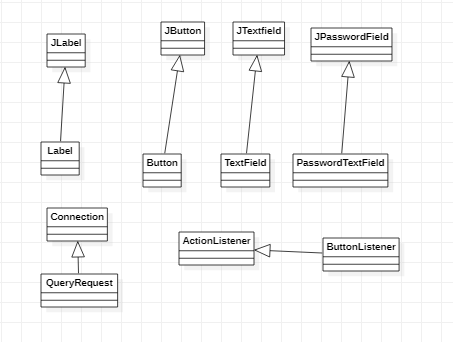 JLabel
JButton
JTextfield
JPasswordField
Label
Button
TextField
PasswordTextField
Connection
ActionListener
ButtonListener
QueryRequest